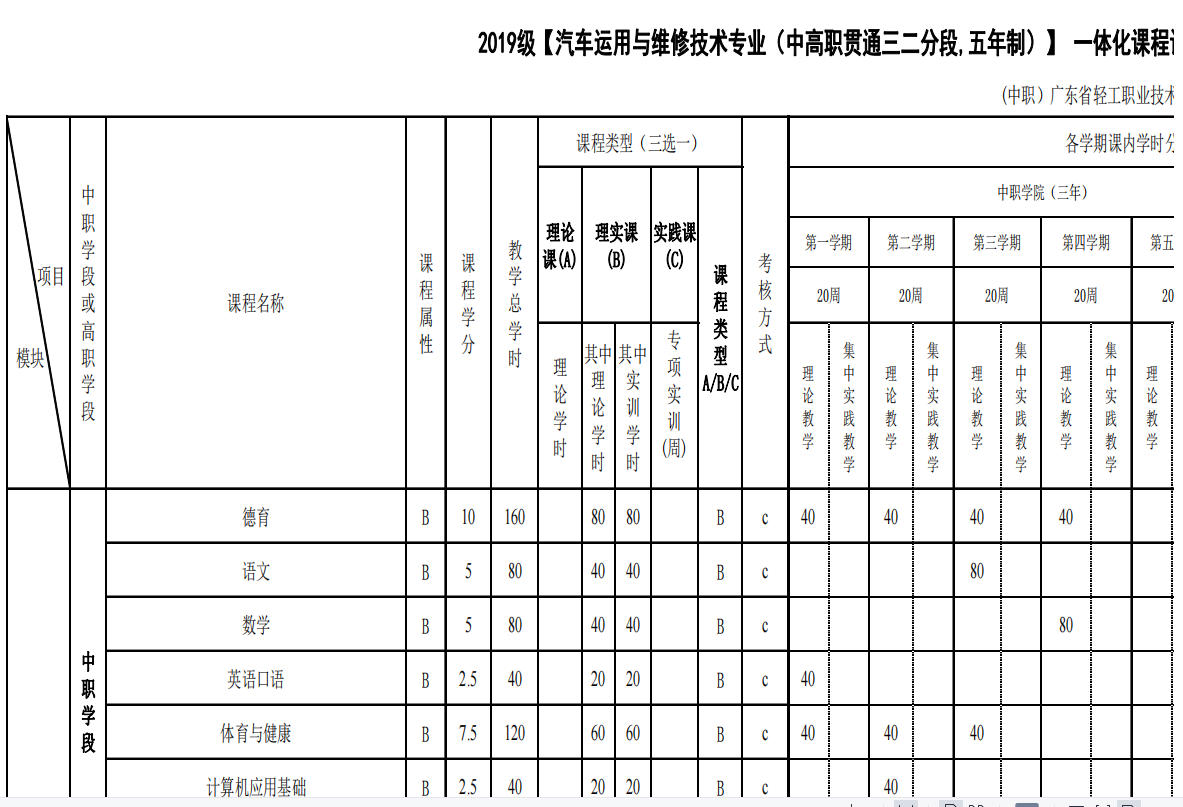 2019级【汽车运用与维修技术专业（中高职贯通三二分段,五年制）】 一体化课程
(中职）广东省轻工职业技术
项目
模块
中职学段或高职学段
课程名称
课程属性
课程学分
教学总学时
课程类型（三选一）
理论课(A)
理实课(B)
实践课(C)
理论学时
其中理论学时
其中实训学时
专项实训(周)
课程类型A/B/C
考核方式
各学期课内学时分
中职学院（三年）
第一学期 第二学期 第三学期 第四学期 第五
20周 20周 20周 20周 20
理论教学 集中实践教学 理论教学 集中实践教学 理论教学 集中实践教学 理论教学 集中实践教学 理论教学
中职学段
德育 B 10 160 80 80 B c 40 40 40 40
语文 B 5 80 40 40 B c 80
数学 B 5 80 40 40 B c 80
英语口语 B 2.5 40 20 20 B c 40
体育与健康 B 7.5 120 60 60 B c 40 40 40
计算机应用基础 B 2.5 40 20 20 B c 40